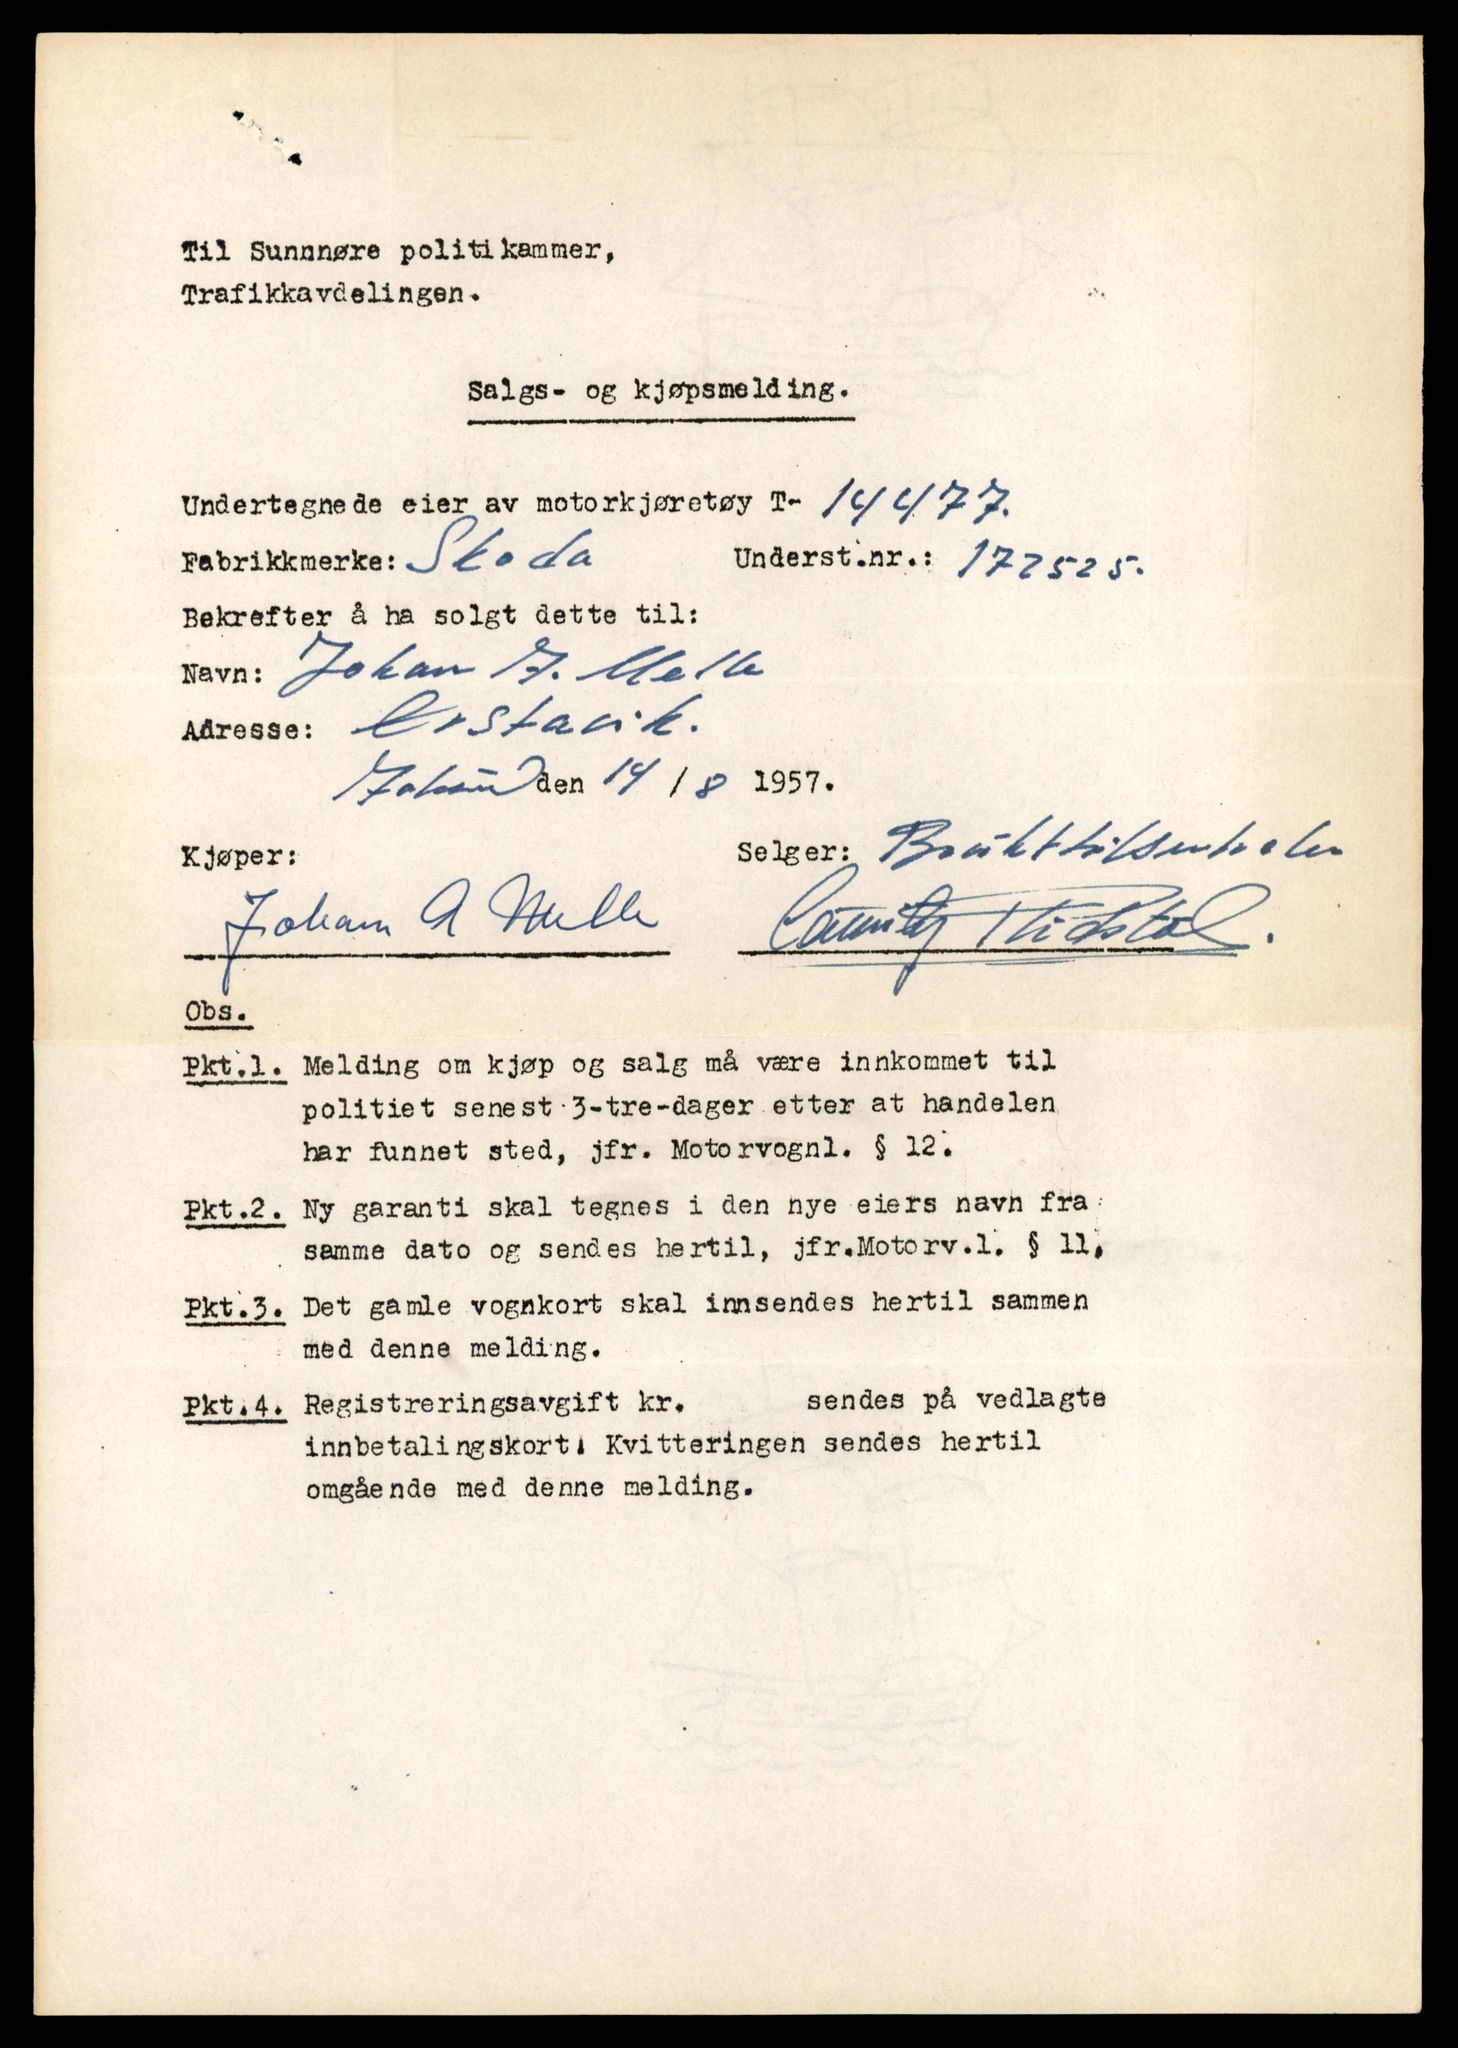 Til Sunnnøre politikammer,
Trafikkavdelingen.
Salgs- og kjøpsmelding.
Undertegnede eier av motorkjøretøy T- 14477.
Fabrikkmerke: Skoda Underst.nr.: 172525.
Bekrefter å ha solgt dette til:
Navn: Johan A. Melle
Adresse: Ørstavik.
den 14 / 8 1957.
Kjøper: Selger:
Johan A Melle
Obs.
Pkt.1. Melding om kjøp og salg må være innkommet til
politiet senest 3-tre-dager etter at handelen
har funnet sted, jfr. Motorvognl. § 12.
Pkt.2. Ny garanti skal tegnes i den nye eiers navn fra
samme dato og sendes hertil, jfr.Motorv.l. § 11.
Pkt.3. Det gamle vognkort skal innsendes hertil sammen
med denne melding.
Pkt.4. Registreringsavgift kr. sendes på vedlagte
innbetalingskort. Kvitteringen sendes hertil
omgående med denne melding.